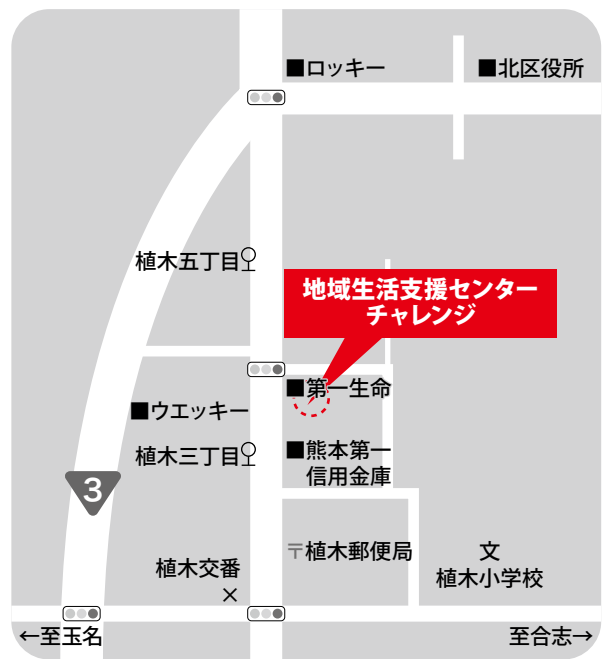 ■ロッキー
■北区役所
植木五丁目
地域生活支援センター
チャレンジ
■第一生命
■ウエッキー
植木三丁目
■熊本第一
信用金庫
3
〒植木郵便局
文
植木小学校
植木交番
×
←至玉名
至合志→